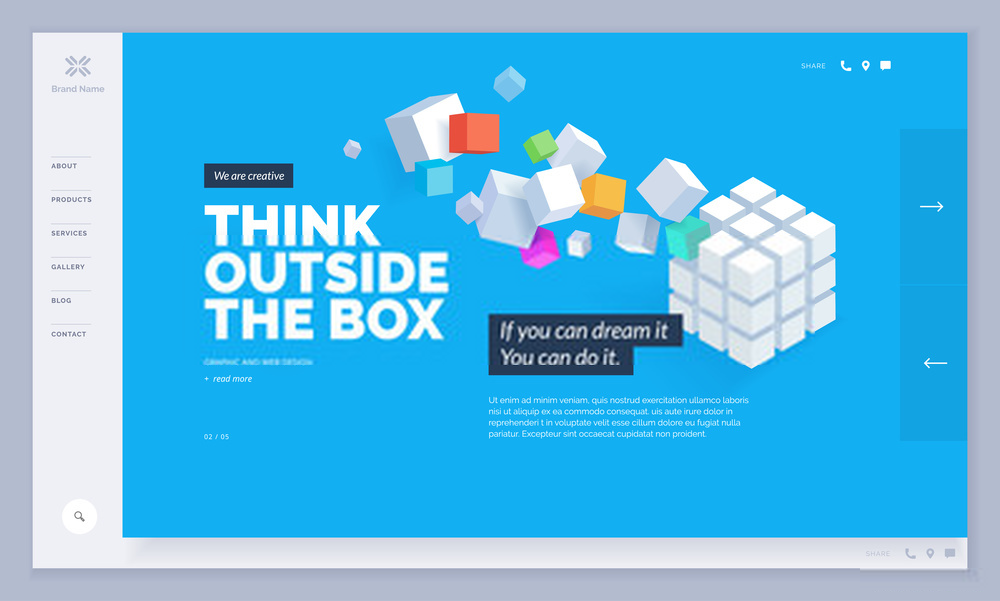 Brand Name
ABOUT
PRODUCTS
SERVICES
GALLERY
BLOG
CONTACT
SHARE
We are creative
THINK
OUTSIDE
THE BOX
GRAPHIC AND WEB DESIGN
+ read more
02 / 05
If you can dream it
You can do it.
Ut enim ad minim veniam, quis nostrud exercitation ullamco laboris
nisi ut aliquip ex ea commodo consequat. uis aute irure dolor in
reprehenderi t in voluptate velit esse cillum dolore eu fugiat nulla
pariatur. Excepteur sint occaecat cupidatat non proident.
SHARE